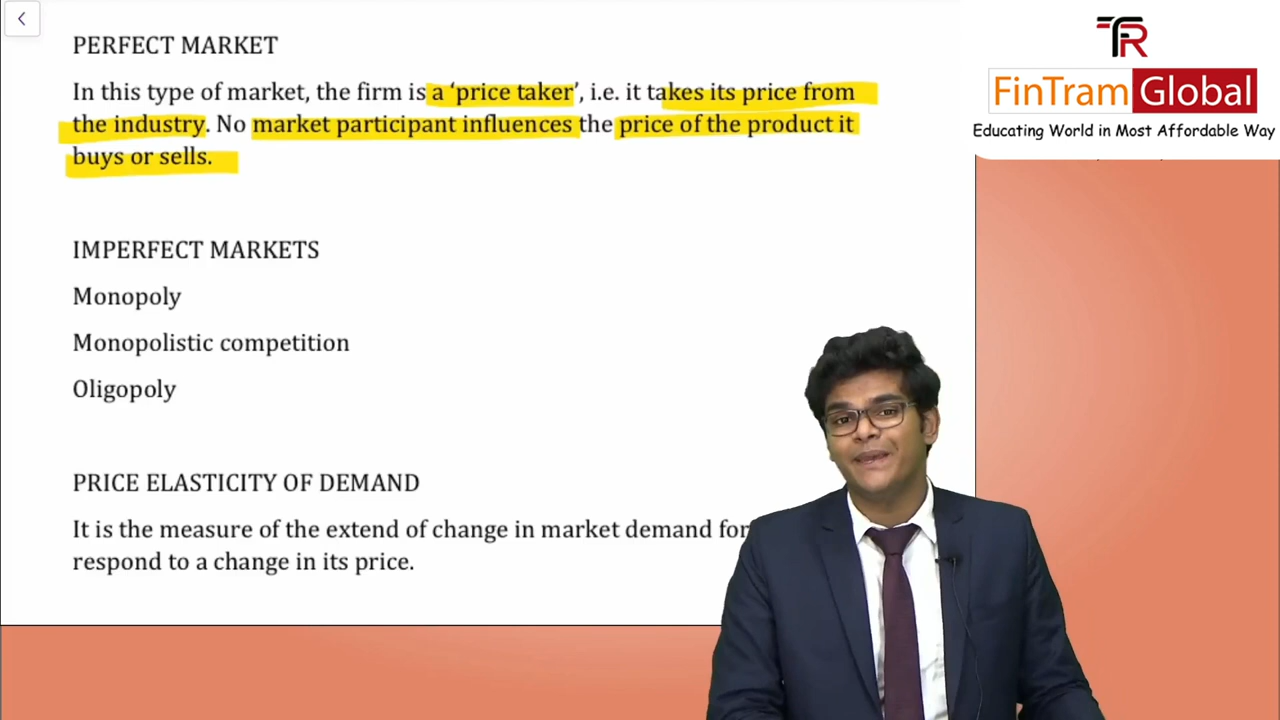 PERFECT MARKET
In this type of market, the firm is a ‘price taker’, i.e. it takes its price from
the industry. No market participant influences the price of the product it
buys or sells.
IMPERFECT MARKETS
Monopoly
Monopolistic competition
Oligopoly
PRICE ELASTICITY OF DEMAND
It is the measure of the extend of change in market demand for
respond to a change in its price.
TR
FinTram Global
Educating World in Most Affordable Way